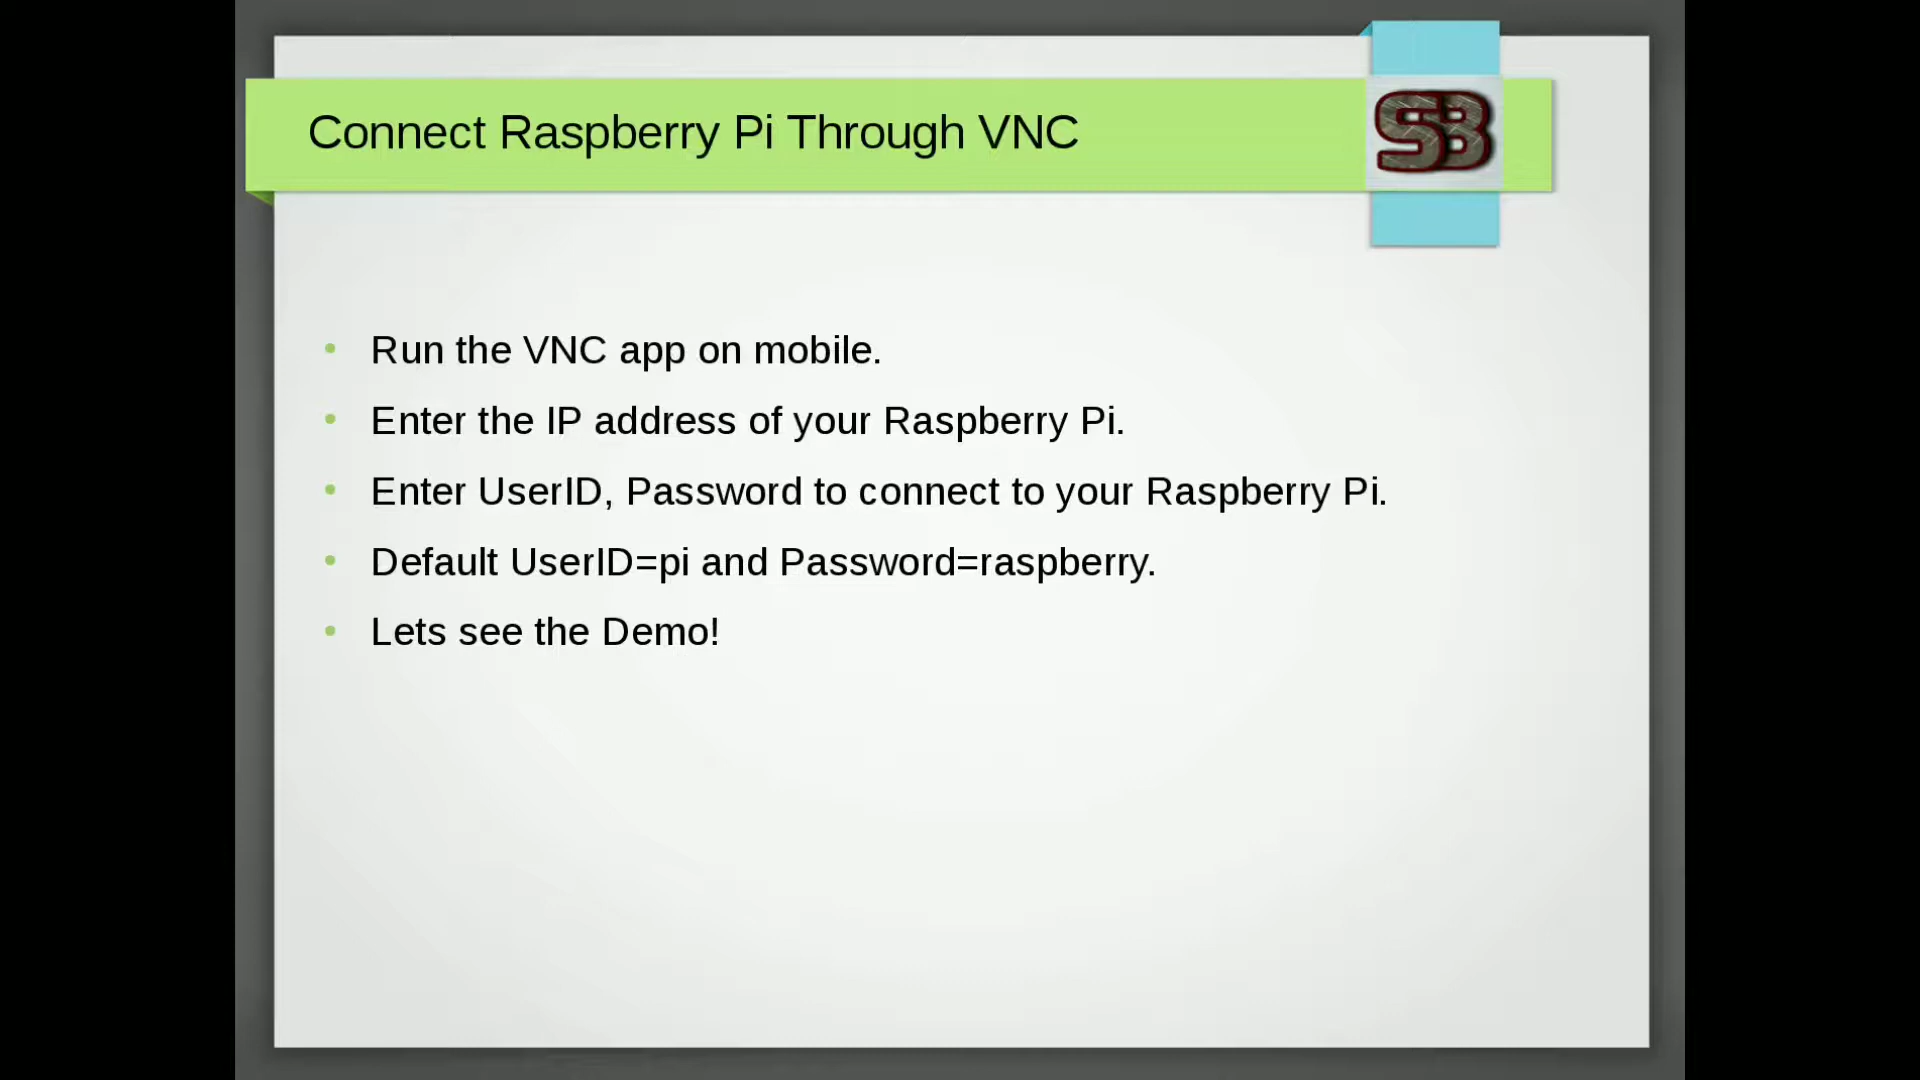 Connect Raspberry Pi Through VNC
SB
Run the VNC app on mobile.
Enter the IP address of your Raspberry Pi.
Enter UserID, Password to connect to your Raspberry Pi.
Default UserID=pi and Password=raspberry.
Lets see the Demo!